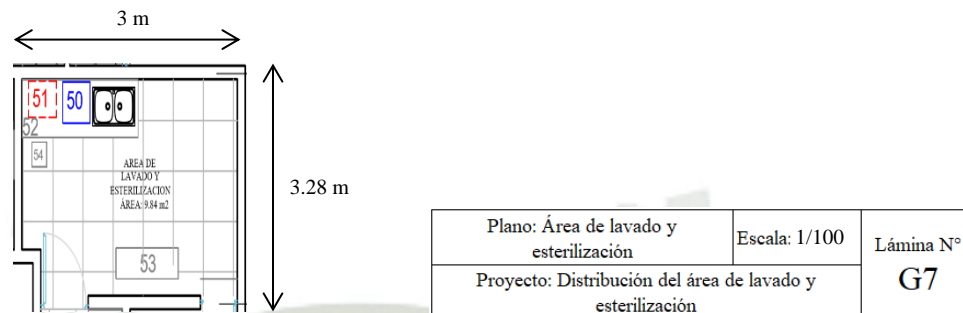 3 m
51
50
52
54
AREA DE
LAVADO Y
ESTERILIZACION
ÁREA: 9.84 m2
3.28 m
53
Plano: Área de lavado y
esterilización
Escala: 1/100
Lámina N°
G7
Proyecto: Distribución del área de lavado y
esterilización